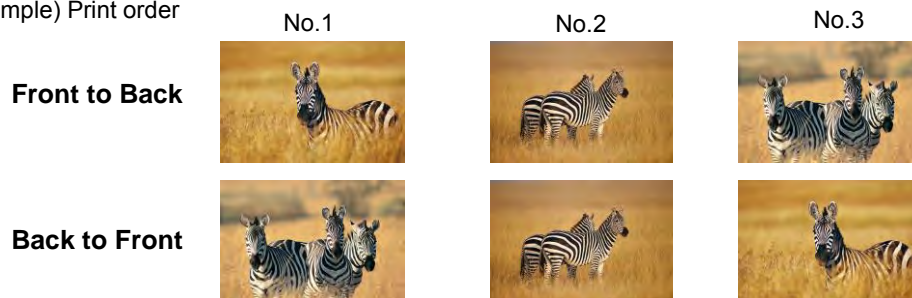 mple) Print order
No.1 No.2 No.3
Front to Back
Back to Front